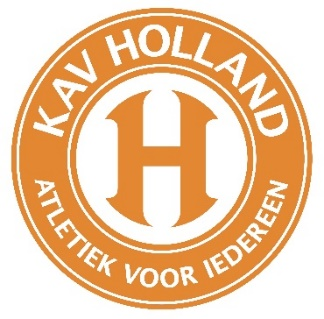 KAV HOLLAND
H
ATLETIEK VOOR IEDEREEN